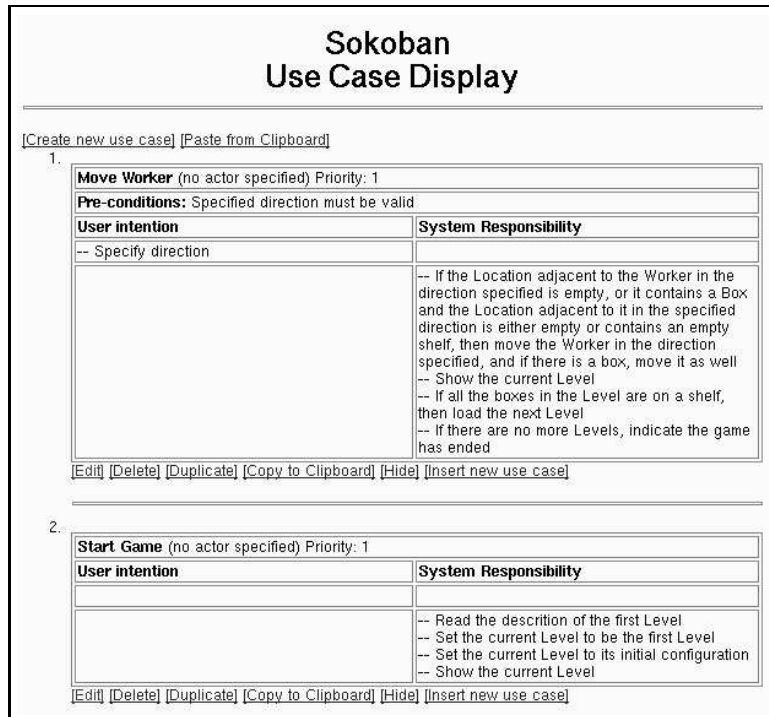 Sokoban
Use Case Display
[Create new use case] [Paste from Clipboard]
1.
Move Worker (no actor specified) Priority: 1
Pre-conditions: Specified direction must be valid
User intention System Responsibility
-- Specify direction
-- If the Location adjacent to the Worker in the
direction specified is empty, or it contains a Box
and the Location adjacent to it in the specified
direction is either empty or contains an empty
shelf, then move the Worker in the direction
specified, and if there is a box, move it as well
-- Show the current Level
-- If all the boxes in the Level are on a shelf,
then load the next Level
-- If there are no more Levels, indicate the game
has ended
[Edit] [Delete] [Duplicate] [Copy to Clipboard] [Hide] [Insert new use case]
2.
Start Game (no actor specified) Priority: 1
User intention System Responsibility
-- Read the descrition of the first Level
-- Set the current Level to be the first Level
-- Set the current Level to its initial configuration
-- Show the current Level
[Edit] [Delete] [Duplicate] [Copy to Clipboard] [Hide] [Insert new use case]